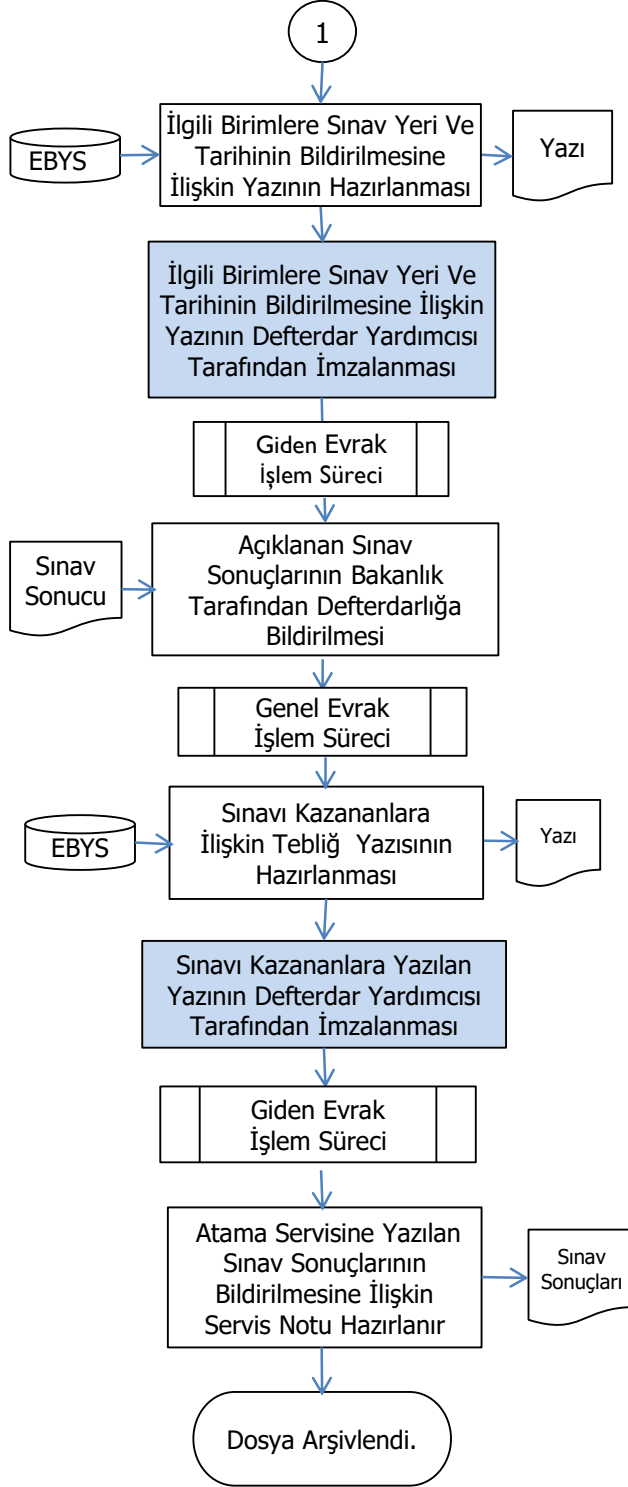 1
İlgili Birimlere Sınav Yeri Ve
Tarihinin Bildirilmesine
İlişkin Yazının Hazırlanması
EBYS
Yazı
İlgili Birimlere Sınav Yeri Ve
Tarihinin Bildirilmesine İlişkin
Yazının Defterdar Yardımcısı
Tarafından İmzalanması
Giden Evrak
İşlem Süreci
Açıklanan Sınav
Sonuçlarının Bakanlık
Tarafından Defterdarlığa
Bildirilmesi
Sınav
Sonucu
Genel Evrak
İşlem Süreci
Sınavı Kazananlara
İlişkin Tebliğ Yazısının
Hazırlanması
EBYS
Yazı
Sınavı Kazananlara Yazılan
Yazının Defterdar Yardımcısı
Tarafından İmzalanması
Giden Evrak
İşlem Süreci
Atama Servisine Yazılan
Sınav Sonuçlarının
Bildirilmesine İlişkin
Servis Notu Hazırlanır
Sınav
Sonuçları
Dosya Arşivlendi.